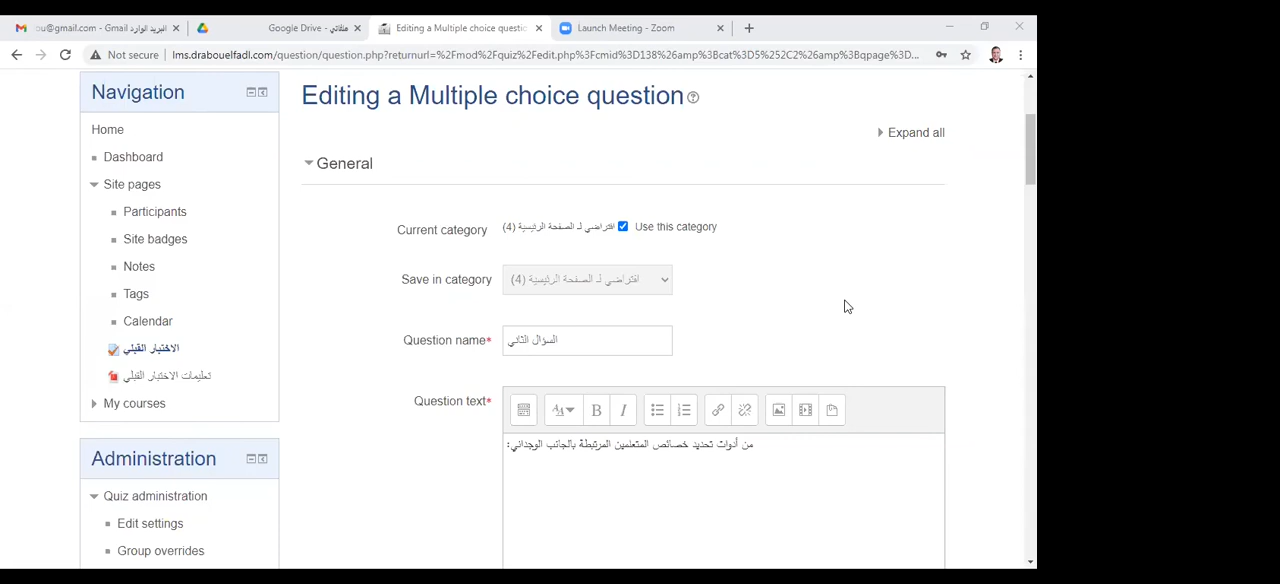 ou@gmail.com - Gmail البريد الوارد
Google Drive - ملفاتي
Editing a Multiple choice questio
Launch Meeting - Zoom
Not secure
lms.drabouelfadl.com/question/question.php?returnurl=%2Fmod%2Fquiz%2Fedit.php%3Fcmid%3D138%26amp%3Bcat%3D5%252C2%26amp%3Bqpage%3D...
Navigation
Home
Dashboard
Site pages
Participants
Site badges
Notes
Tags
Calendar
الاختبار القبلي
تعليمات الاختبار القبلي
My courses
Administration
Quiz administration
Edit settings
Group overrides
Editing a Multiple choice question
Expand all
General
Current category
افتراضي لـ الصفحة الرئيسية (4)
Use this category
Save in category
افتراضي لـ الصفحة الرئيسية (4)
Question name*
السؤال الثاني
Question text*
من أدوات تحديد خصائص المتعلمين المرتبطة بالجانب الوجداني: